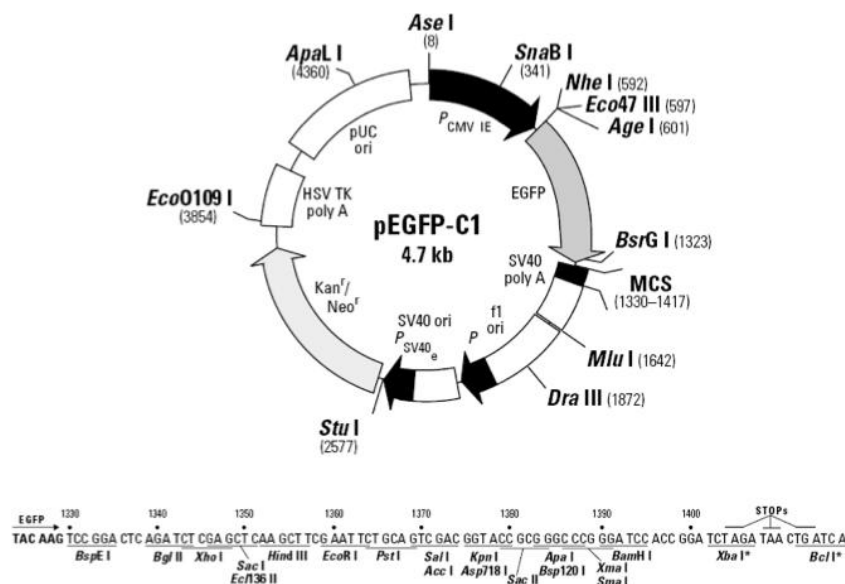 Ase I
(8)
SnaB I
(341)
Nhe I (592)
Eco47 III (597)
Age I (601)
ApaL I
(4360)
P CMV IE
pUC
ori
EGFP
EcoO109 I
(3854)
HSV TK
poly A
pEGFP-C1
4.7 kb
BsrG I (1323)
SV40
poly A
MCS
(1330–1417)
Kanr/
Neor
SV40 ori
P SV40e
f1
ori
P
Mlu I (1642)
Dra III (1872)
Stu I
(2577)
EGFP 1330 1340 1350 1360 1370 1380 1390 1400 STOPs
TAC AAG TCC GGA CTC AGA TCT CGA GCT CAA GCT TCG AAT TCT GCA GTC GAC GGT ACC GCG GGC CCG GGA TCC ACC GGA TCT AGA TAA CTG ATC A
BspE I Bgl II Xho I Hind III EcoR I Pst I Sal I Kpn I Apa I BamH I Xba I* Bcl I*
Sac I Acc I Asp718 I Bsp120 I Xma I
Ecl136 II Sac II Sma I